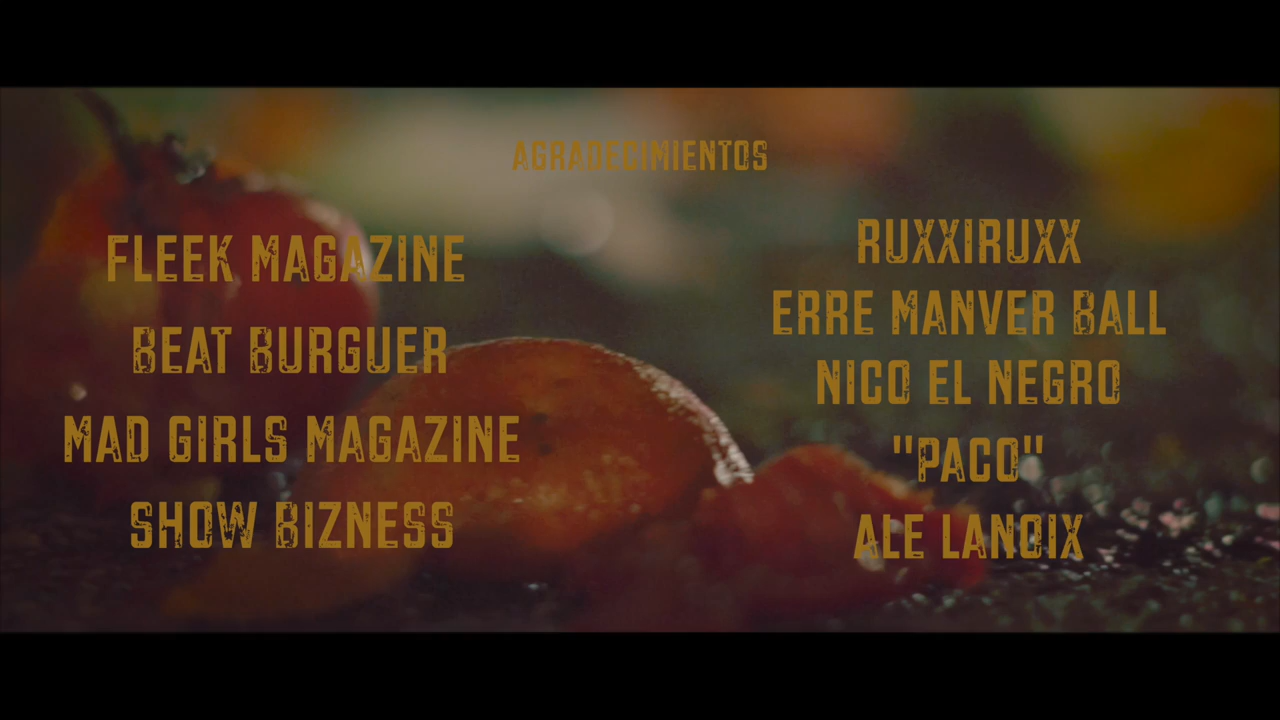 AGRADECIMIENTOS
FLEEK MAGAZINE
BEAT BURGUER
MAD GIRLS MAGAZINE
SHOW BIZNESS
RUXXIRUXX
ERRE MANVER BALL
NICO EL NEGRO
"PACO"
ALE LANOIX